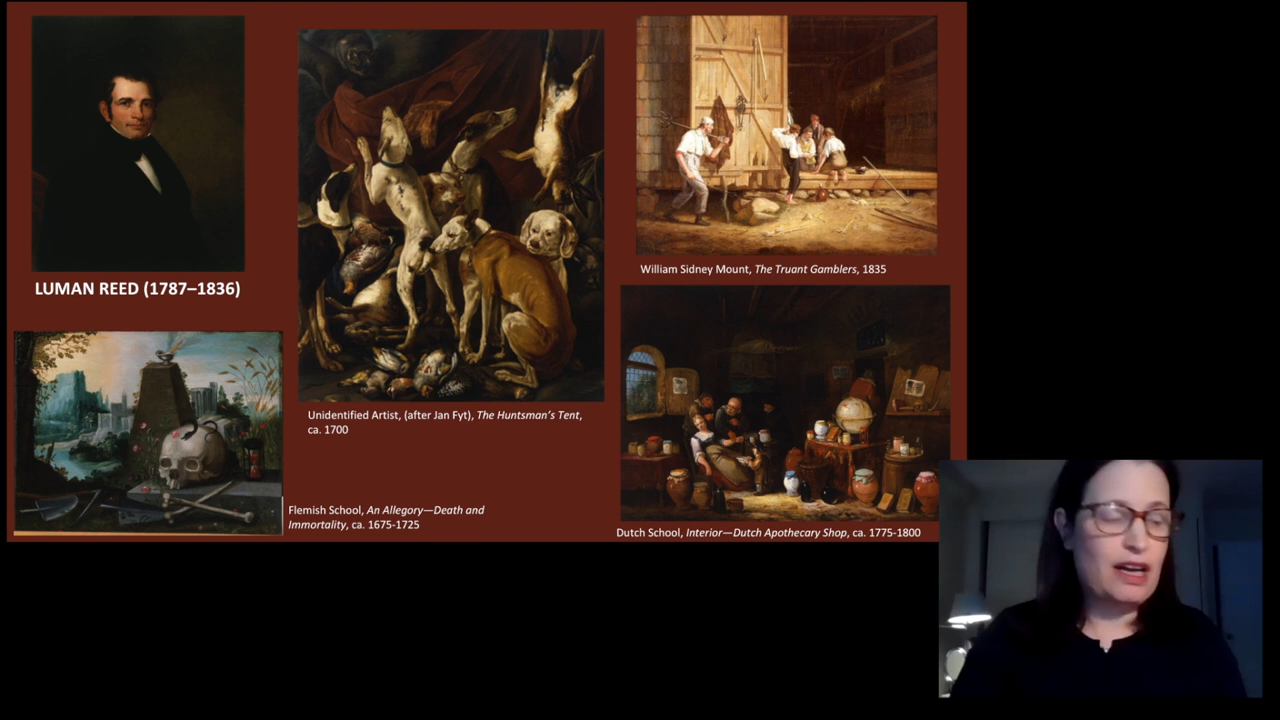 LUMAN REED (1787–1836)
Unidentified Artist, (after Jan Fyt), The Huntsman's Tent,
ca. 1700
William Sidney Mount, The Truant Gamblers, 1835
Flemish School, An Allegory—Death and
Immortality, ca. 1675-1725
Dutch School, Interior—Dutch Apothecary Shop, ca. 1775-1800